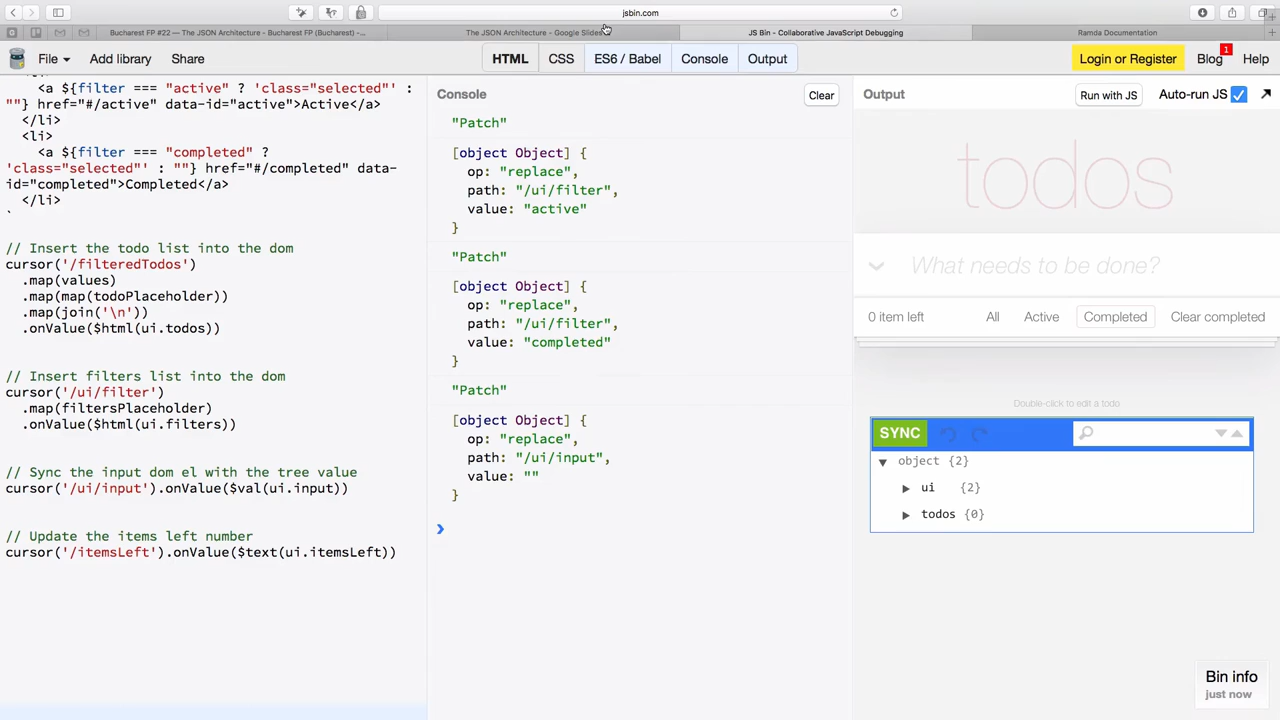 jsbin.com
Bucharest FP #22 — The JSON Architecture - Bucharest FP (Bucharest) -...
The JSON Architecture - Google Slides
JS Bin - Collaborative JavaScript Debugging
Ramda Documentation
File
Add library
Share
HTML
CSS
ES6 / Babel
Console
Output
Login or Register
Blog
1
Help
<a ${filter === "active" ? 'class="selected"' :
""} href="#/active" data-id="active">Active</a>
</li>
<li>
<a ${filter === "completed" ?
'class="selected"' : ""} href="#/completed" data-
id="completed">Completed</a>
</li>
`
// Insert the todo list into the dom
cursor('/filteredTodos')
.map(values)
.map(map(todoPlaceholder))
.map(join('\n'))
.onValue($html(ui.todos))
// Insert filters list into the dom
cursor('/ui/filter')
.map(filtersPlaceholder)
.onValue($html(ui.filters))
// Sync the input dom el with the tree value
cursor('/ui/input').onValue($val(ui.input))
// Update the items left number
cursor('/itemsLeft').onValue($text(ui.itemsLeft))
Console
Clear
"Patch"
[object Object] {
op: "replace",
path: "/ui/filter",
value: "active"
}
"Patch"
[object Object] {
op: "replace",
path: "/ui/filter",
value: "completed"
}
"Patch"
[object Object] {
op: "replace",
path: "/ui/input",
value: ""
}
Output
Run with JS
Auto-run JS
todos
What needs to be done?
0 item left
All
Active
Completed
Clear completed
Double-click to edit a todo
SYNC
object {2}
ui {2}
todos {0}
Bin info
just now